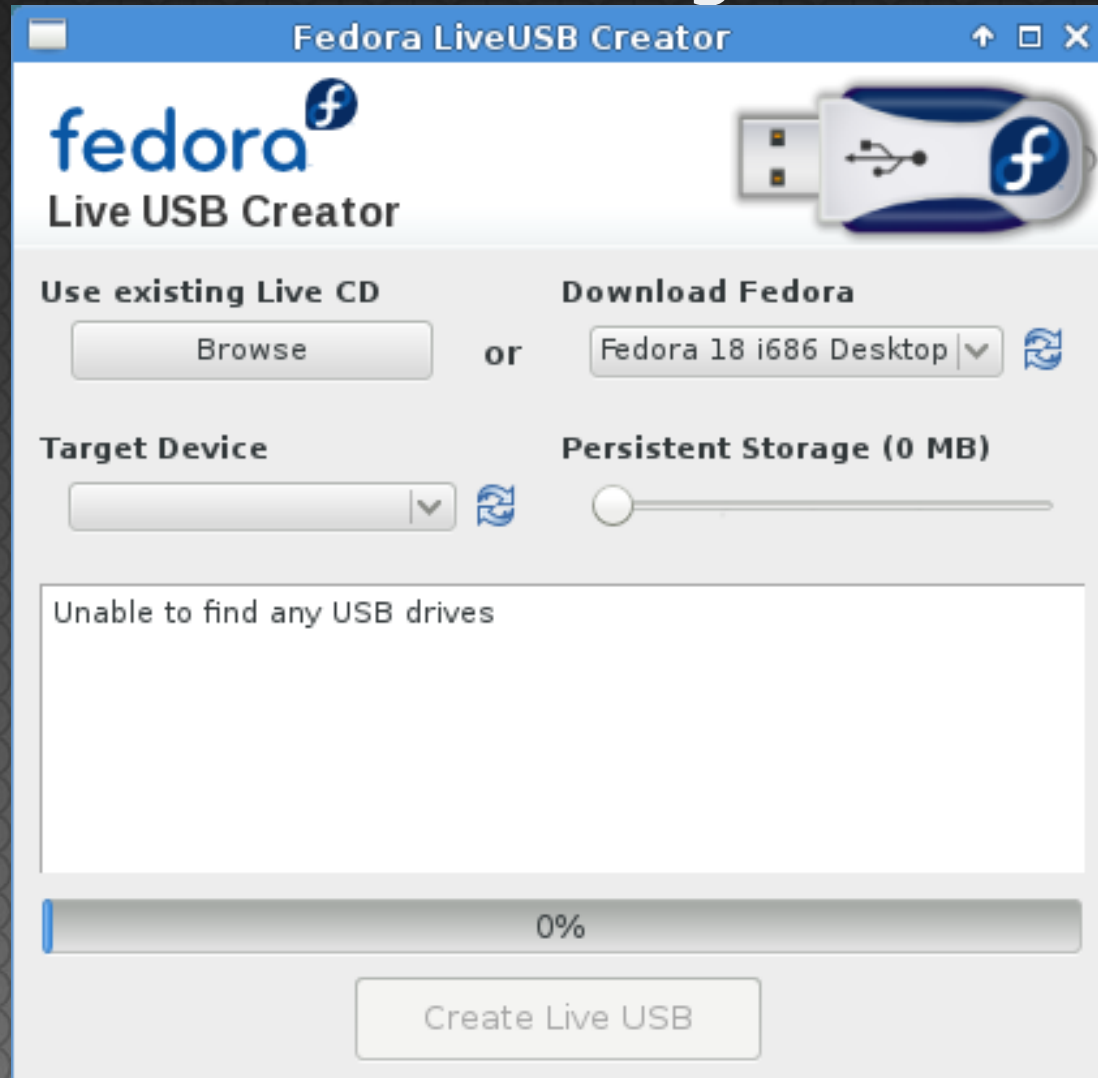 Fedora LiveUSB Creator
fedora
Live USB Creator
Use existing Live CD
Download Fedora
Browse
or
Fedora 18 i686 Desktop
Target Device
Persistent Storage (0 MB)
Unable to find any USB drives
0%
Create Live USB